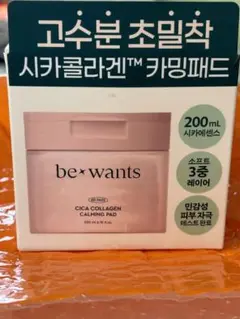 고수분 초밀착
시카콜라겐™ 카밍패드
200mL
시카에센스
be wants
CICA COLLAGEN
CALMING PAD
소프트
3중
레이어
민감성
피부 자극
테스트 완료